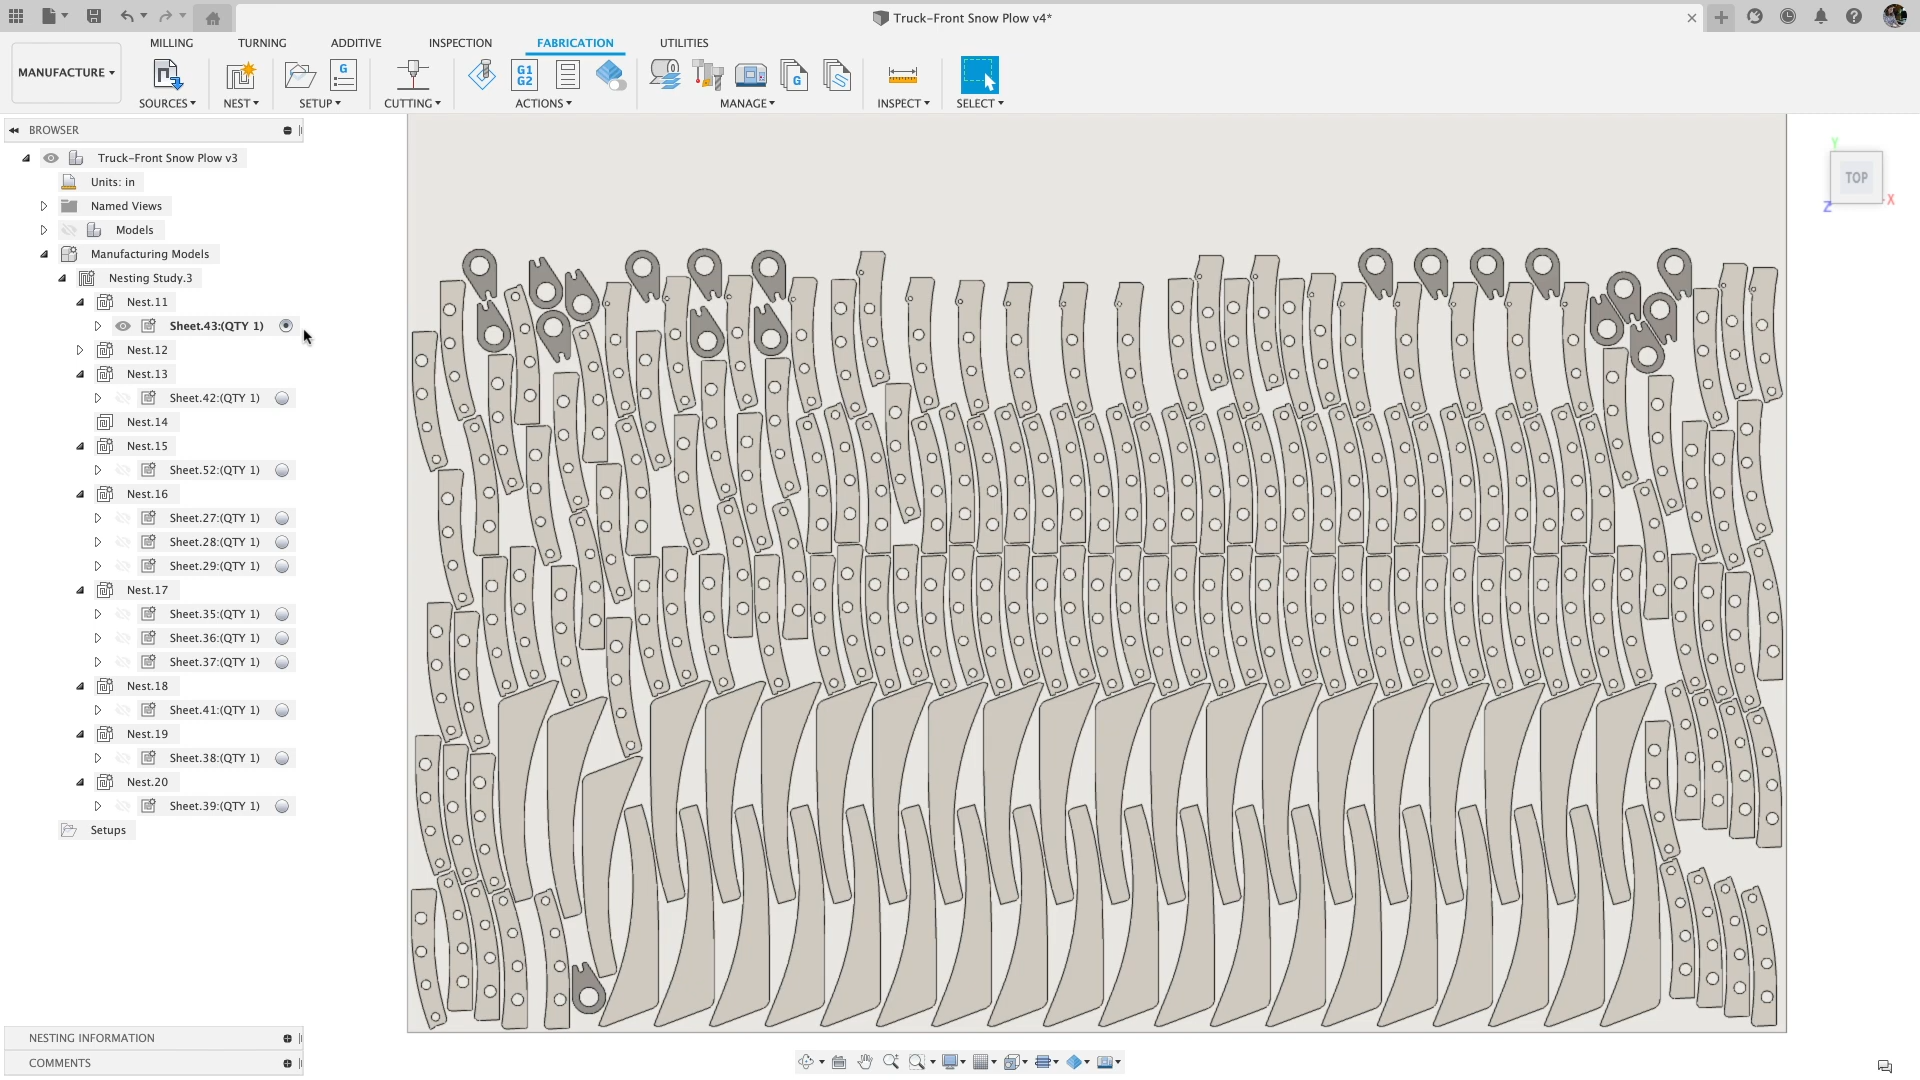 Truck-Front Snow Plow v4*
MANUFACTURE
MILLING
TURNING
ADDITIVE
INSPECTION
FABRICATION
UTILITIES
G
G1
G2
G
SOURCES
NEST
SETUP
CUTTING
ACTIONS
MANAGE
INSPECT
SELECT
BROWSER
Truck-Front Snow Plow v3
Units: in
Named Views
Models
Manufacturing Models
Nesting Study.3
Nest.11
Sheet.43:(QTY 1)
Nest.12
Nest.13
Sheet.42:(QTY 1)
Nest.14
Nest.15
Sheet.52:(QTY 1)
Nest.16
Sheet.27:(QTY 1)
Sheet.28:(QTY 1)
Sheet.29:(QTY 1)
Nest.17
Sheet.35:(QTY 1)
Sheet.36:(QTY 1)
Sheet.37:(QTY 1)
Nest.18
Sheet.41:(QTY 1)
Nest.19
Sheet.38:(QTY 1)
Nest.20
Sheet.39:(QTY 1)
Setups
Y
TOP
Z
X
NESTING INFORMATION
COMMENTS